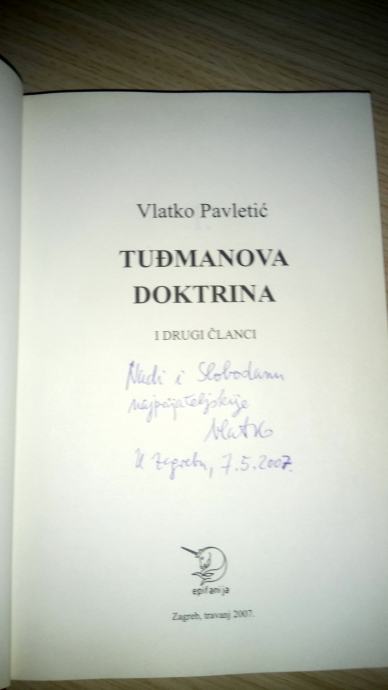 Vlatko Pavletić
TUĐMANOVA
DOKTRINA
I DRUGI ČLANCI
Nadi i Slobodanu
najprijateljskije
Vlatko
U Zagrebu, 7.5.2007.
epifanija
Zagreb, travanj 2007.